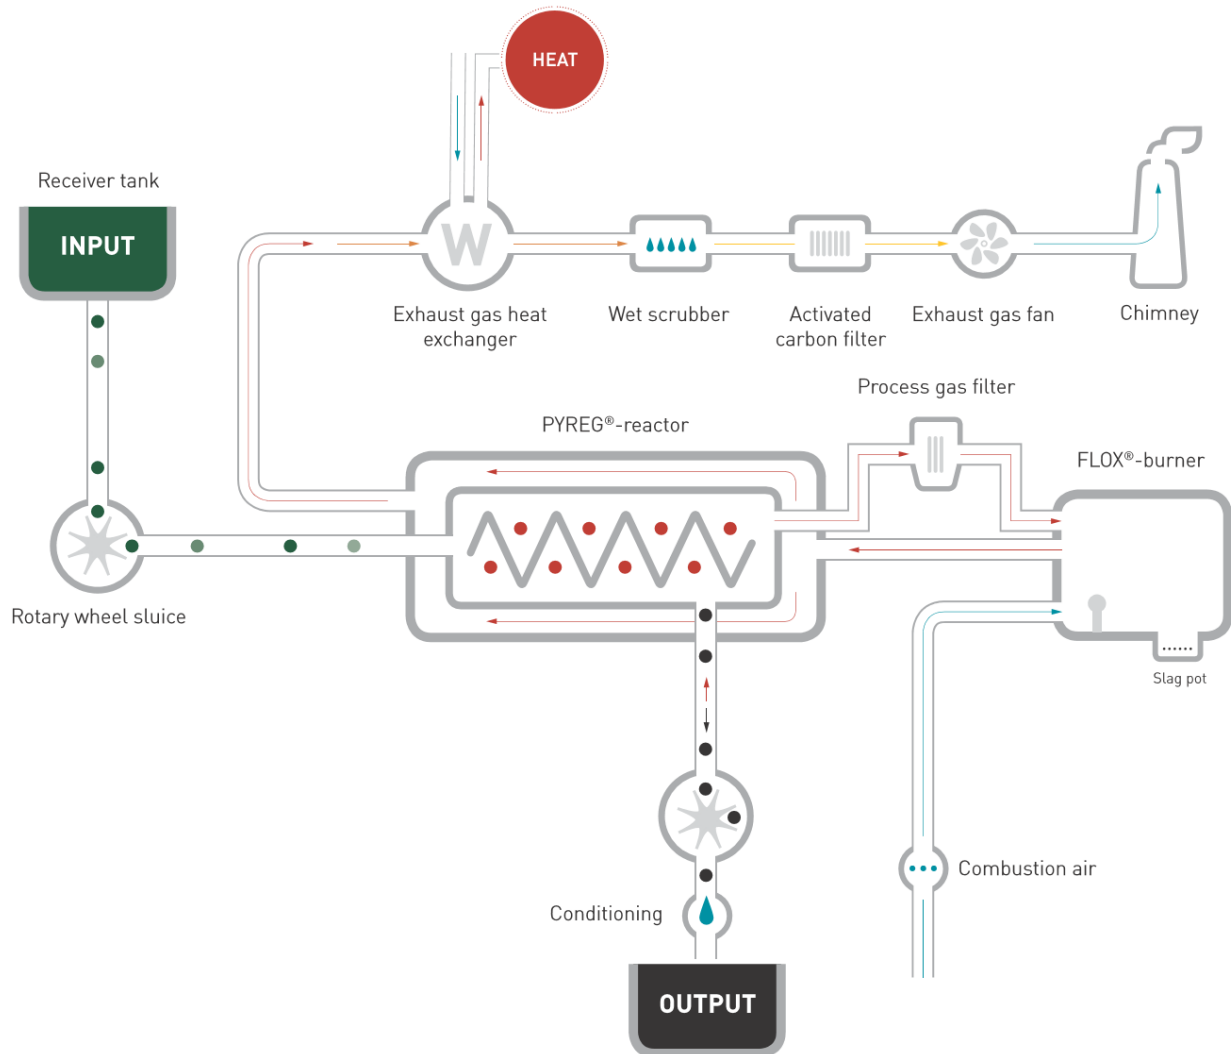 HEAT
Receiver tank
INPUT
W
Exhaust gas heat
exchanger
Wet scrubber
Activated
carbon filter
Exhaust gas fan
Chimney
Process gas filter
PYREG®-reactor
FLOX®-burner
Rotary wheel sluice
Slag pot
Combustion air
Conditioning
OUTPUT